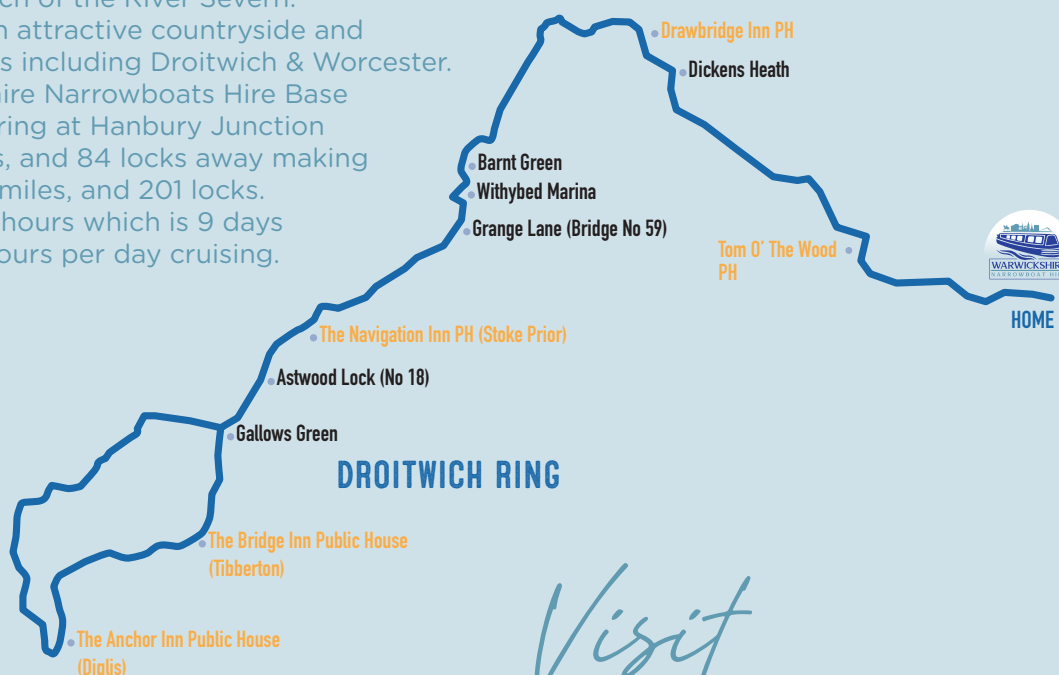 of the River Severn.
attractive countryside and
including Droitwich & Worcester.
Narrowboats Hire Base
ring at Hanbury Junction
and 84 locks away making
miles, and 201 locks.
hours which is 9 days
per day cruising.
Drawbridge Inn PH
Dickens Heath
Barnt Green
Withybed Marina
Grange Lane (Bridge No 59)
Tom O' The Wood
PH
HOME
The Navigation Inn PH (Stoke Prior)
Astwood Lock (No 18)
Gallows Green
DROITWICH RING
The Bridge Inn Public House
(Tibberton)
The Anchor Inn Public House
(Diglis)
Visit